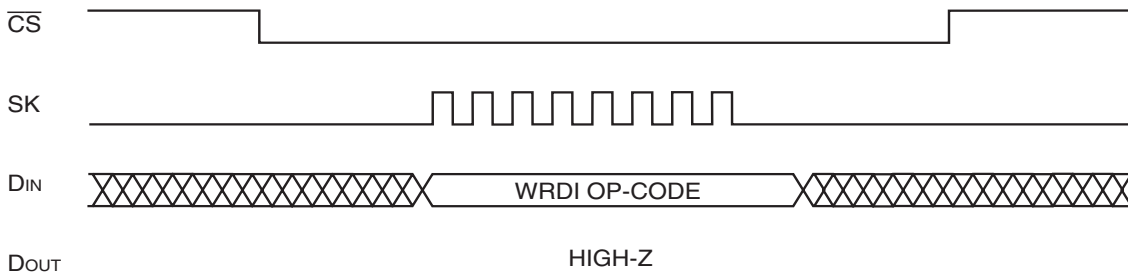 CS
SK
DIN
WRDI OP-CODE
DOUT
HIGH-Z